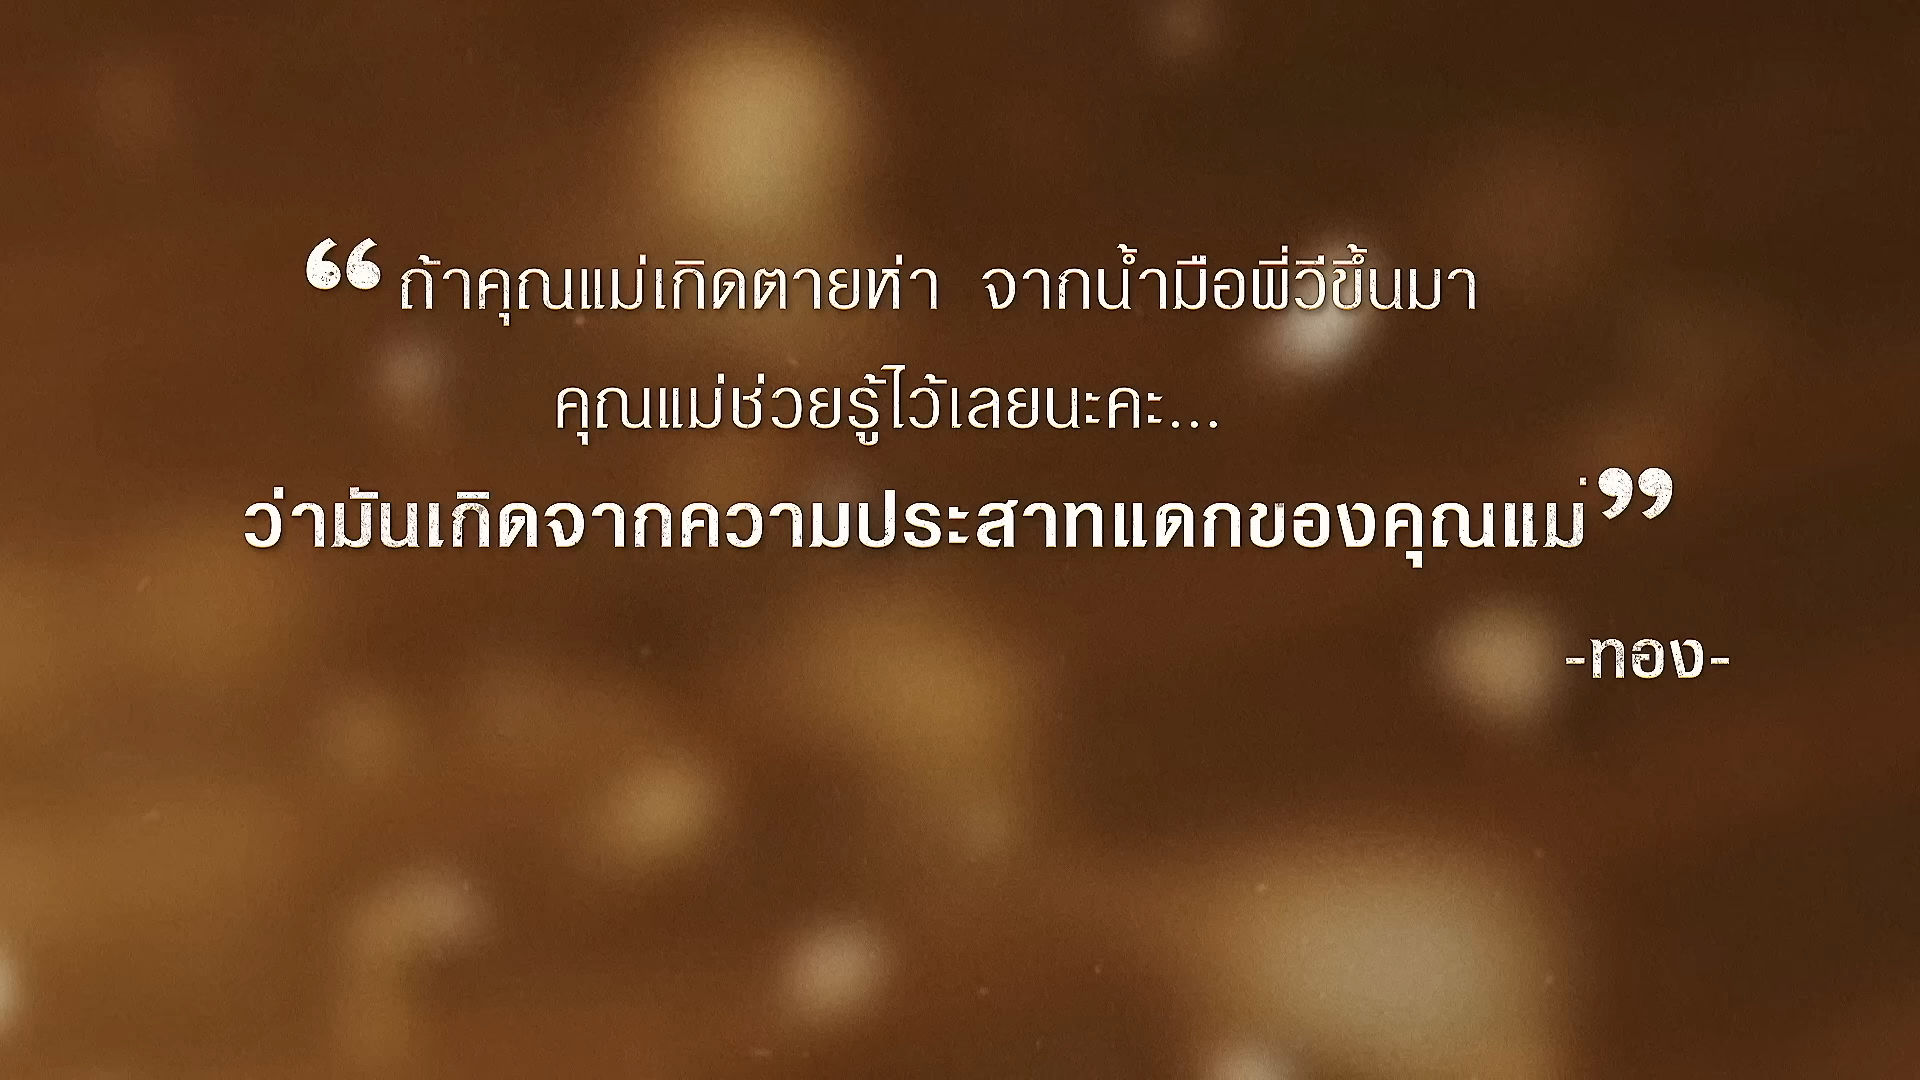 “ถ้าคุณแม่เกิดตายห่า จากน้ำมือพี่วีขึ้นมา
คุณแม่ช่วยรู้ไว้เลยนะคะ...
ว่ามันเกิดจากความประสาทแดกของคุณแม่”
-ทอง-